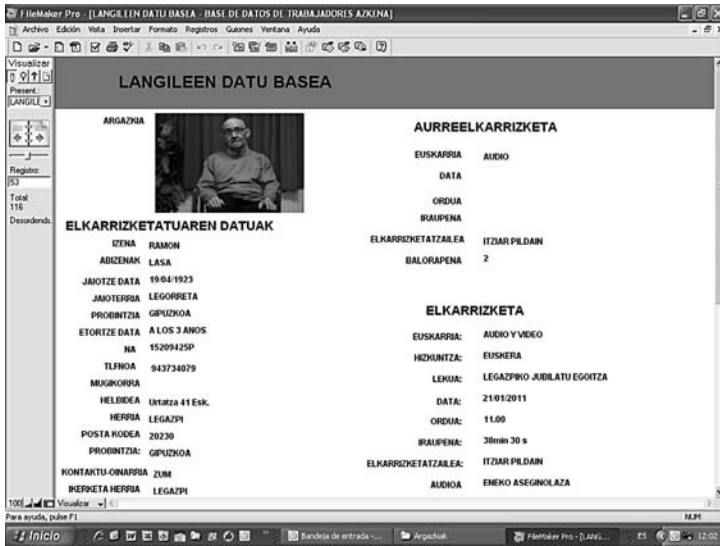 FileMaker Pro - [LANGILEEN DATU BASEA - BASE DE DATOS DE TRABAJADORES AZKENA]
Archivo Edición Vista Insertar Formato Registros Guiones Ventana Ayuda
Visualizar
Present.:
LANGILE
Registro:
53
Total:
116
Desordends.
LANGILEEN DATU BASEA
ARGAZKIA
ELKARRIZKETATUAREN DATUAK
IZENA RAMON
ABIZENAK LASA
JAIOTZE DATA 19/04/1923
JAIOTERRIA LEGORRETA
PROBINTZIA GIPUZKOA
ETORTZE DATA A LOS 3 ANOS
NA 15209425P
TLFNOA 943734079
MUGIKORRA
HELBIDEA Urtatza 41 Esk.
HERRIA LEGAZPI
POSTA KODEA 20230
PROBINTZIA: GIPUZKOA
KONTAKTU-OINARRIA ZUM
IKERKETA HERRIA LEGAZPI
AURREELKARRIZKETA
EUSKARRIA AUDIO
DATA
ORDUA
IRAUPENA
ELKARRIZKETATZAILEA ITZIAR PILDAIN
BALORAPENA 2
ELKARRIZKETA
EUSKARRIA: AUDIO Y VIDEO
HIZKUNTZA: EUSKERA
LEKUA: LEGAZPIKO JUBILATU EGOITZA
DATA: 21/01/2011
ORDUA: 11.00
IRAUPENA: 38min 30 s
ELKARRIZKETATZAILEA: ITZIAR PILDAIN
AUDIOA ENEKO ASEGINOLAZA
100 Visualizar
Para ayuda, pulse F1 NUM
Inicio Bandeja de entrada -... Argazkiak FileMaker Pro - [LANG... ES 12:02